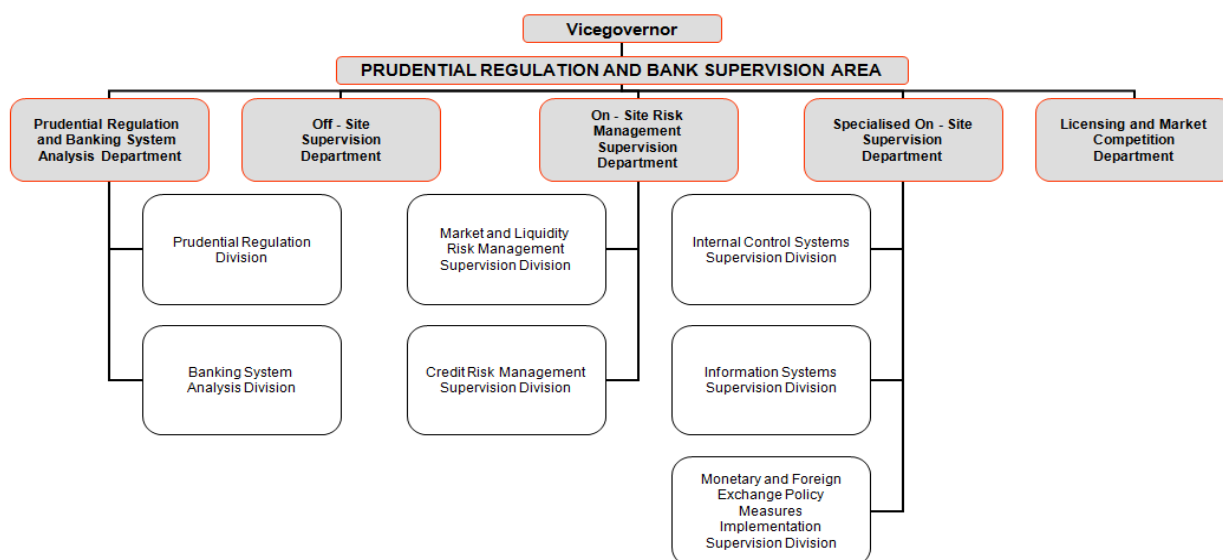 Vicegovernor
PRUDENTIAL REGULATION AND BANK SUPERVISION AREA
Prudential Regulation
and Banking System
Analysis Department
Off - Site
Supervision
Department
On - Site Risk
Management
Supervision
Department
Specialised On - Site
Supervision
Department
Licensing and Market
Competition
Department
Prudential Regulation
Division
Market and Liquidity
Risk Management
Supervision Division
Internal Control Systems
Supervision Division
Banking System
Analysis Division
Credit Risk Management
Supervision Division
Information Systems
Supervision Division
Monetary and Foreign
Exchange Policy
Measures
Implementation
Supervision Division